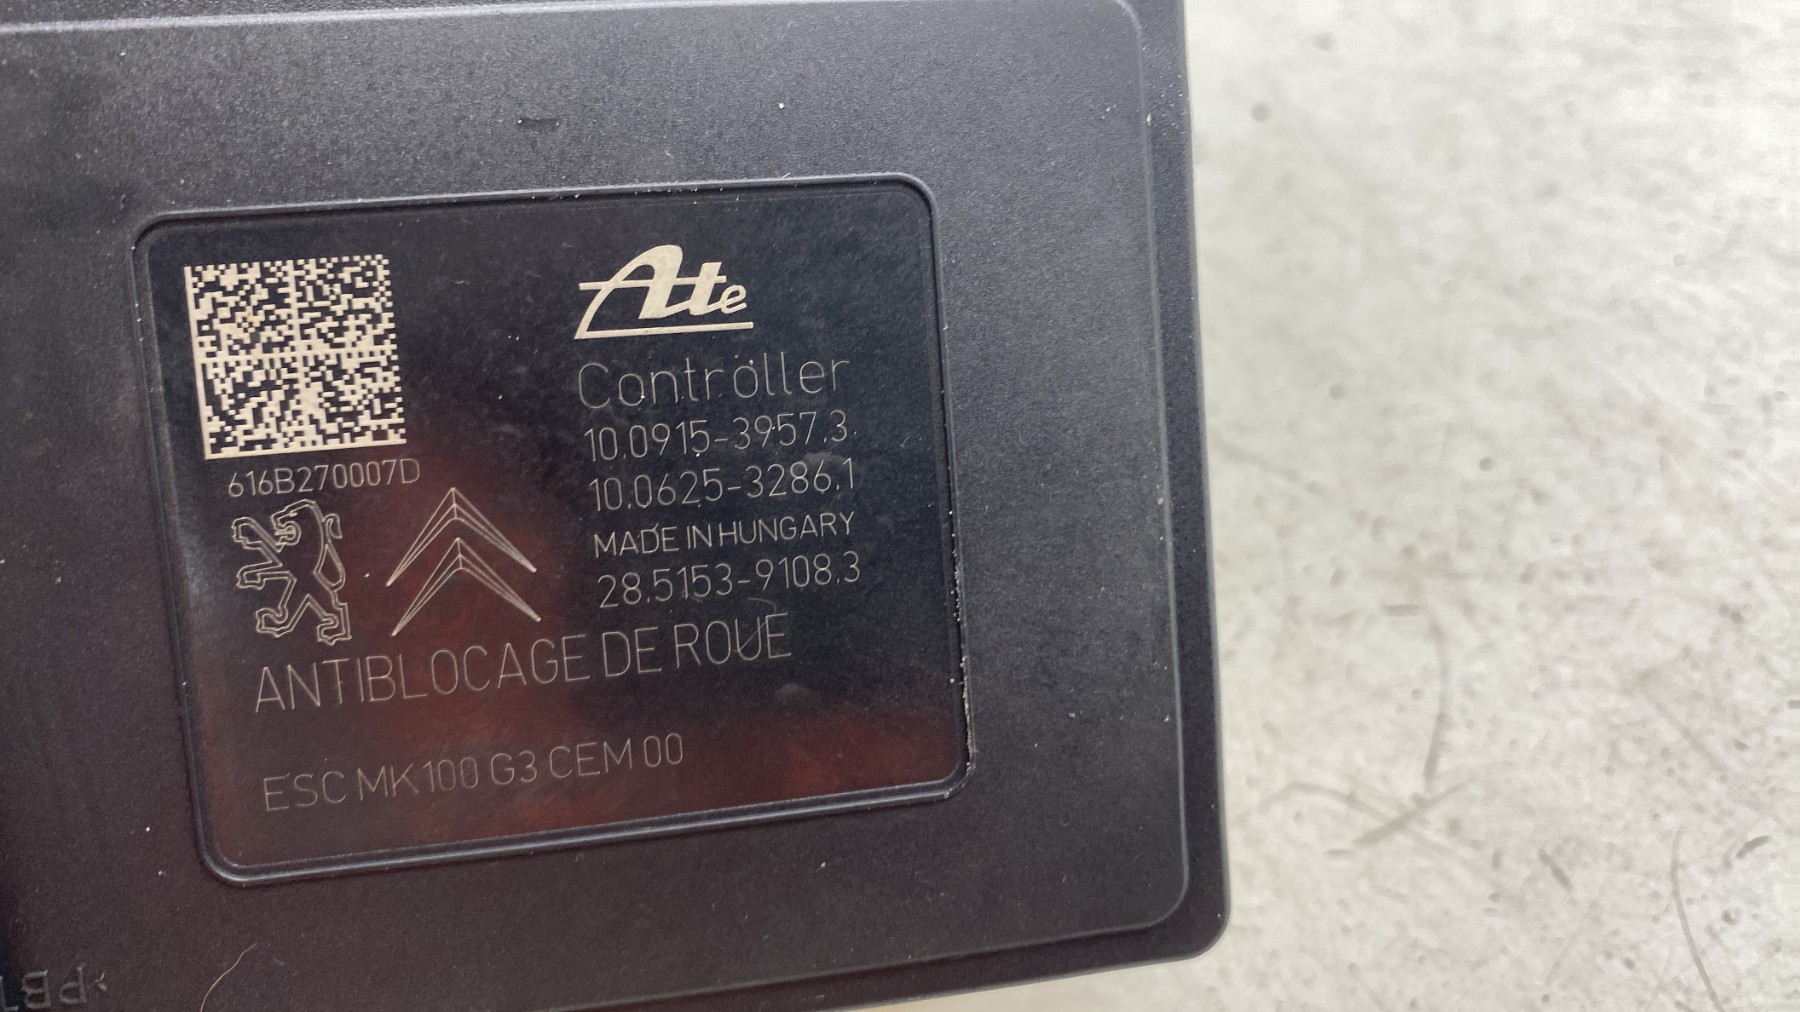 Ate
Contröller
10.0915-3957.3
10.0625-3286.1
MADE IN HUNGARY
28.5153-9108.3
616B270007D
ANTIBLOCAGE DE ROUE
ESC MK100 G3 CEM 00